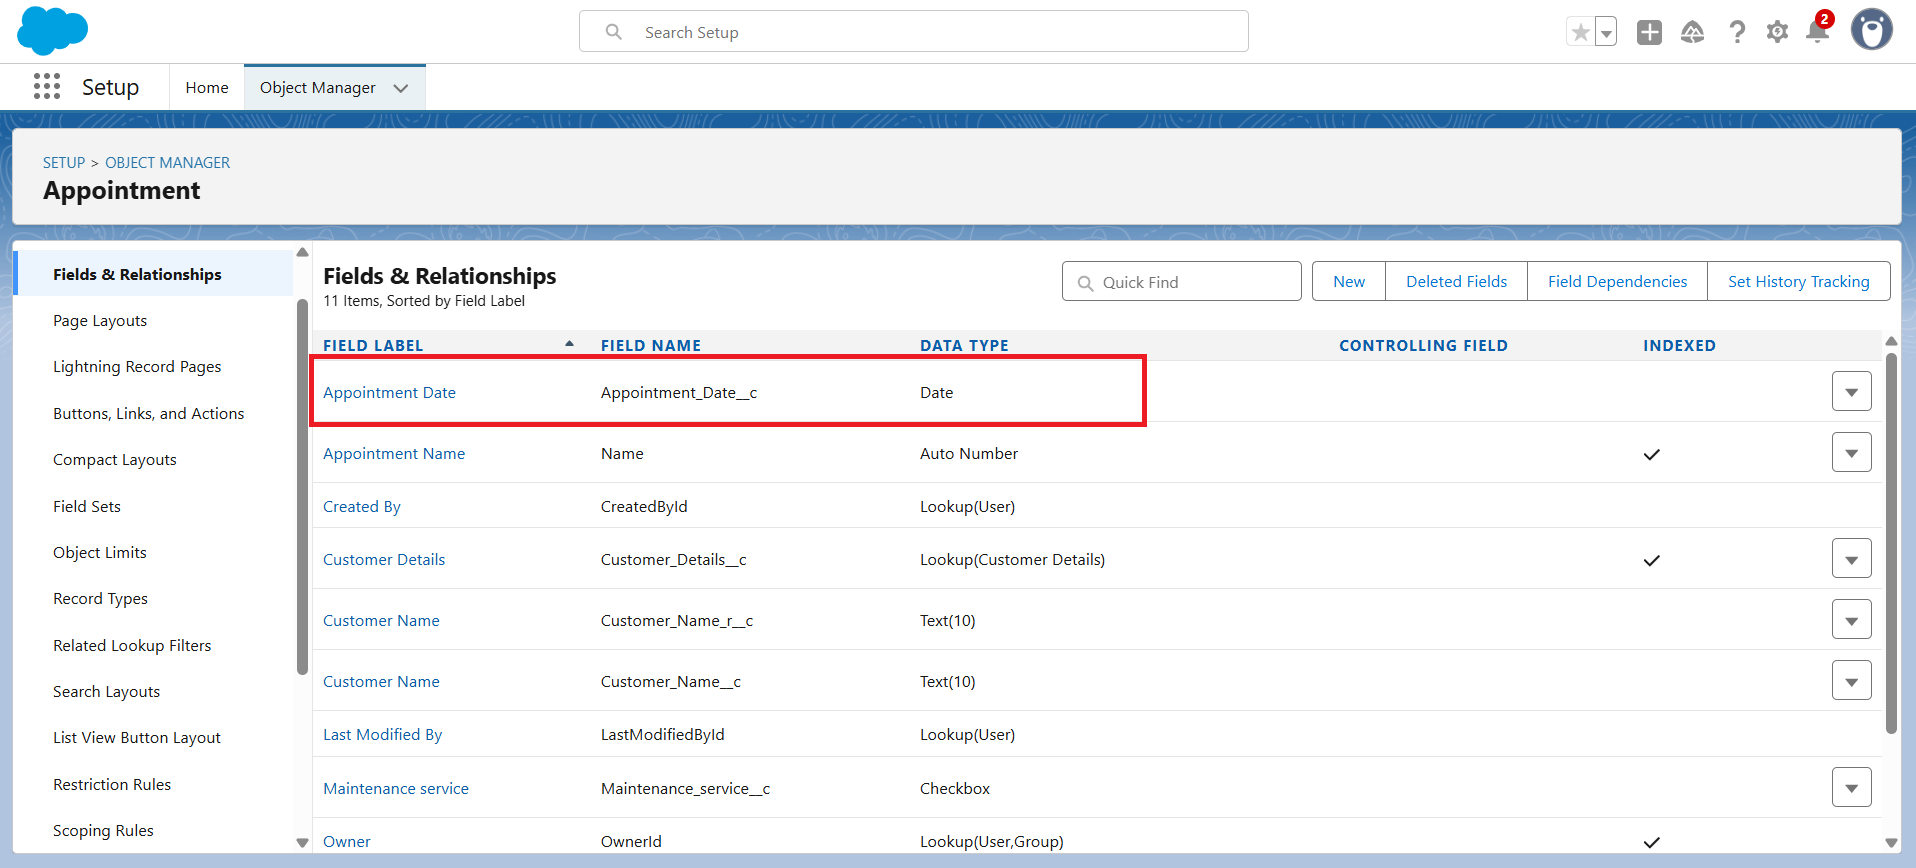 Search Setup
2
Setup
Home
Object Manager
SETUP > OBJECT MANAGER
Appointment
Fields & Relationships
Page Layouts
Lightning Record Pages
Buttons, Links, and Actions
Compact Layouts
Field Sets
Object Limits
Record Types
Related Lookup Filters
Search Layouts
List View Button Layout
Restriction Rules
Scoping Rules
Fields & Relationships
11 Items, Sorted by Field Label
Quick Find
New
Deleted Fields
Field Dependencies
Set History Tracking
FIELD LABEL FIELD NAME DATA TYPE CONTROLLING FIELD INDEXED
Appointment Date Appointment_Date__c Date
Appointment Name Name Auto Number
Created By CreatedById Lookup(User)
Customer Details Customer_Details__c Lookup(Customer Details)
Customer Name Customer_Name_r__c Text(10)
Customer Name Customer_Name__c Text(10)
Last Modified By LastModifiedById Lookup(User)
Maintenance service Maintenance_service__c Checkbox
Owner OwnerId Lookup(User,Group)